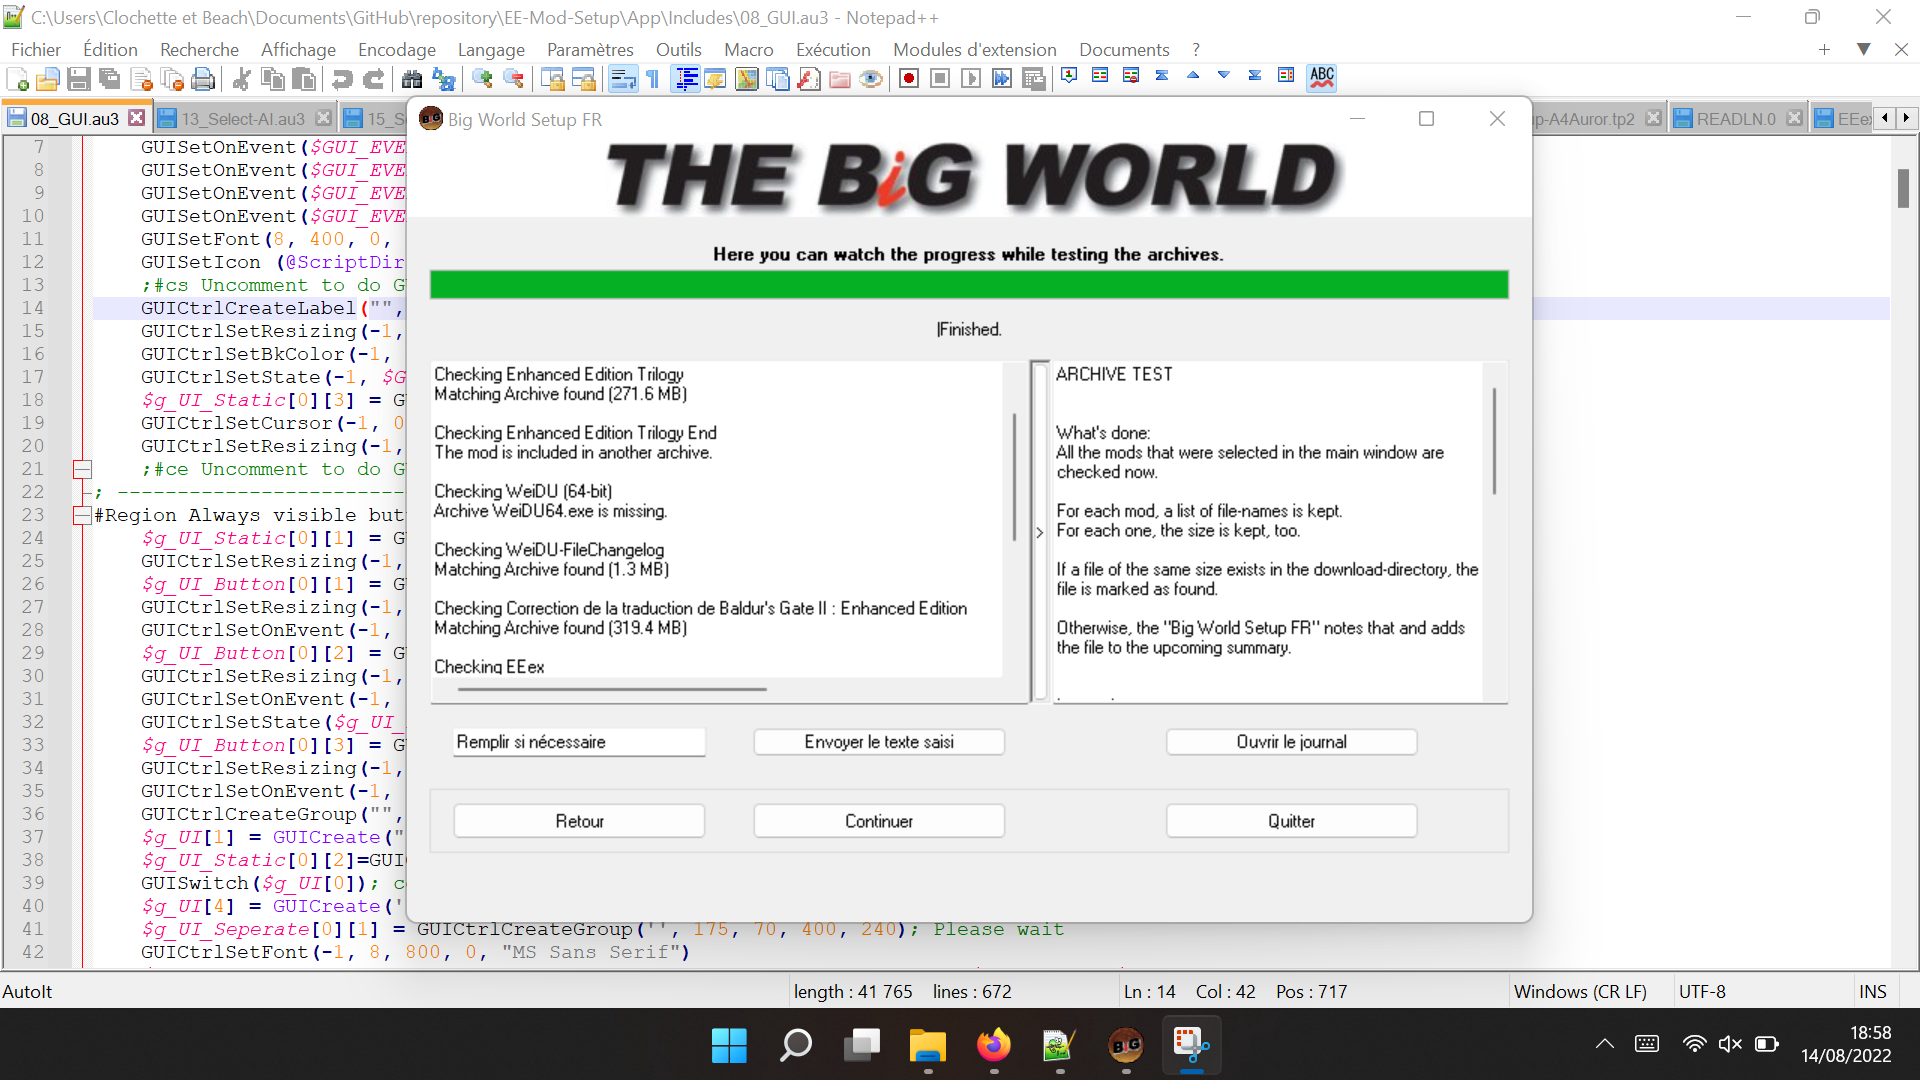 C:\Users\Clochette et Beach\Documents\GitHub\repository\EE-Mod-Setup\App\Includes\08_GUI.au3 - Notepad++
Fichier Édition Recherche Affichage Encodage Langage Paramètres Outils Macro Exécution Modules d'extension Documents ?
08_GUI.au3 13_Select-AI.au3 15_S p-A4Auror.tp2 READLN.0 EEex
7 GUISetOnEvent($GUI_EVE
8 GUISetOnEvent($GUI_EVE
9 GUISetOnEvent($GUI_EVE
10 GUISetOnEvent($GUI_EVE
11 GUISetFont(8, 400, 0,
12 GUISetIcon (@ScriptDir
13 ;#cs Uncomment to do G
14 GUICtrlCreateLabel("",
15 GUICtrlSetResizing(-1,
16 GUICtrlSetBkColor(-1,
17 GUICtrlSetState(-1, $G
18 $g_UI_Static[0][3] = G
19 GUICtrlSetCursor(-1, 0
20 GUICtrlSetResizing(-1,
21 ;#ce Uncomment to do G
22 ; ------------------------
23 #Region Always visible but
24 $g_UI_Static[0][1] = G
25 GUICtrlSetResizing(-1,
26 $g_UI_Button[0][1] = G
27 GUICtrlSetResizing(-1,
28 GUICtrlSetOnEvent(-1,
29 $g_UI_Button[0][2] = G
30 GUICtrlSetResizing(-1,
31 GUICtrlSetOnEvent(-1,
32 GUICtrlSetState($g_UI_
33 $g_UI_Button[0][3] = G
34 GUICtrlSetResizing(-1,
35 GUICtrlSetOnEvent(-1,
36 GUICtrlCreateGroup("",
37 $g_UI[1] = GUICreate("
38 $g_UI_Static[0][2]=GUI
39 GUISwitch($g_UI[0]); c
40 $g_UI[4] = GUICreate('
41 $g_UI_Seperate[0][1] = GUICtrlCreateGroup('', 175, 70, 400, 240); Please wait
42 GUICtrlSetFont(-1, 8, 800, 0, "MS Sans Serif")
Big World Setup FR
THE BiG WORLD
Here you can watch the progress while testing the archives.
|Finished.
Checking Enhanced Edition Trilogy
Matching Archive found (271.6 MB)
Checking Enhanced Edition Trilogy End
The mod is included in another archive.
Checking WeiDU (64-bit)
Archive WeiDU64.exe is missing.
Checking WeiDU-FileChangelog
Matching Archive found (1.3 MB)
Checking Correction de la traduction de Baldur's Gate II : Enhanced Edition
Matching Archive found (319.4 MB)
Checking EEex
>
ARCHIVE TEST
What's done:
All the mods that were selected in the main window are
checked now.
For each mod, a list of file-names is kept.
For each one, the size is kept, too.
If a file of the same size exists in the download-directory, the
file is marked as found.
Otherwise, the "Big World Setup FR" notes that and adds
the file to the upcoming summary.
Remplir si nécessaire Envoyer le texte saisi Ouvrir le journal
Retour Continuer Quitter
AutoIt length : 41 765 lines : 672 Ln : 14 Col : 42 Pos : 717 Windows (CR LF) UTF-8 INS
18:58
14/08/2022